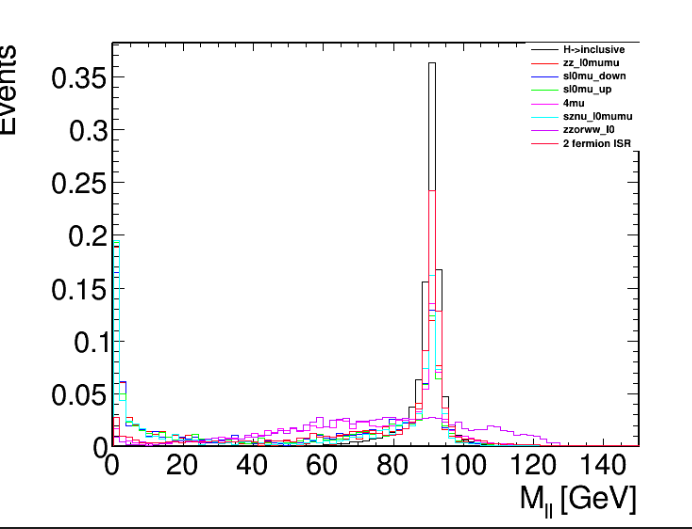 Events
0.35
0.3
0.25
0.2
0.15
0.1
0.05
0
H->inclusive
zz_l0mumu
sl0mu_down
sl0mu_up
4mu
sznu_l0mumu
zzorww_l0
2 fermion ISR
0 20 40 60 80 100 120 140
M_ll [GeV]